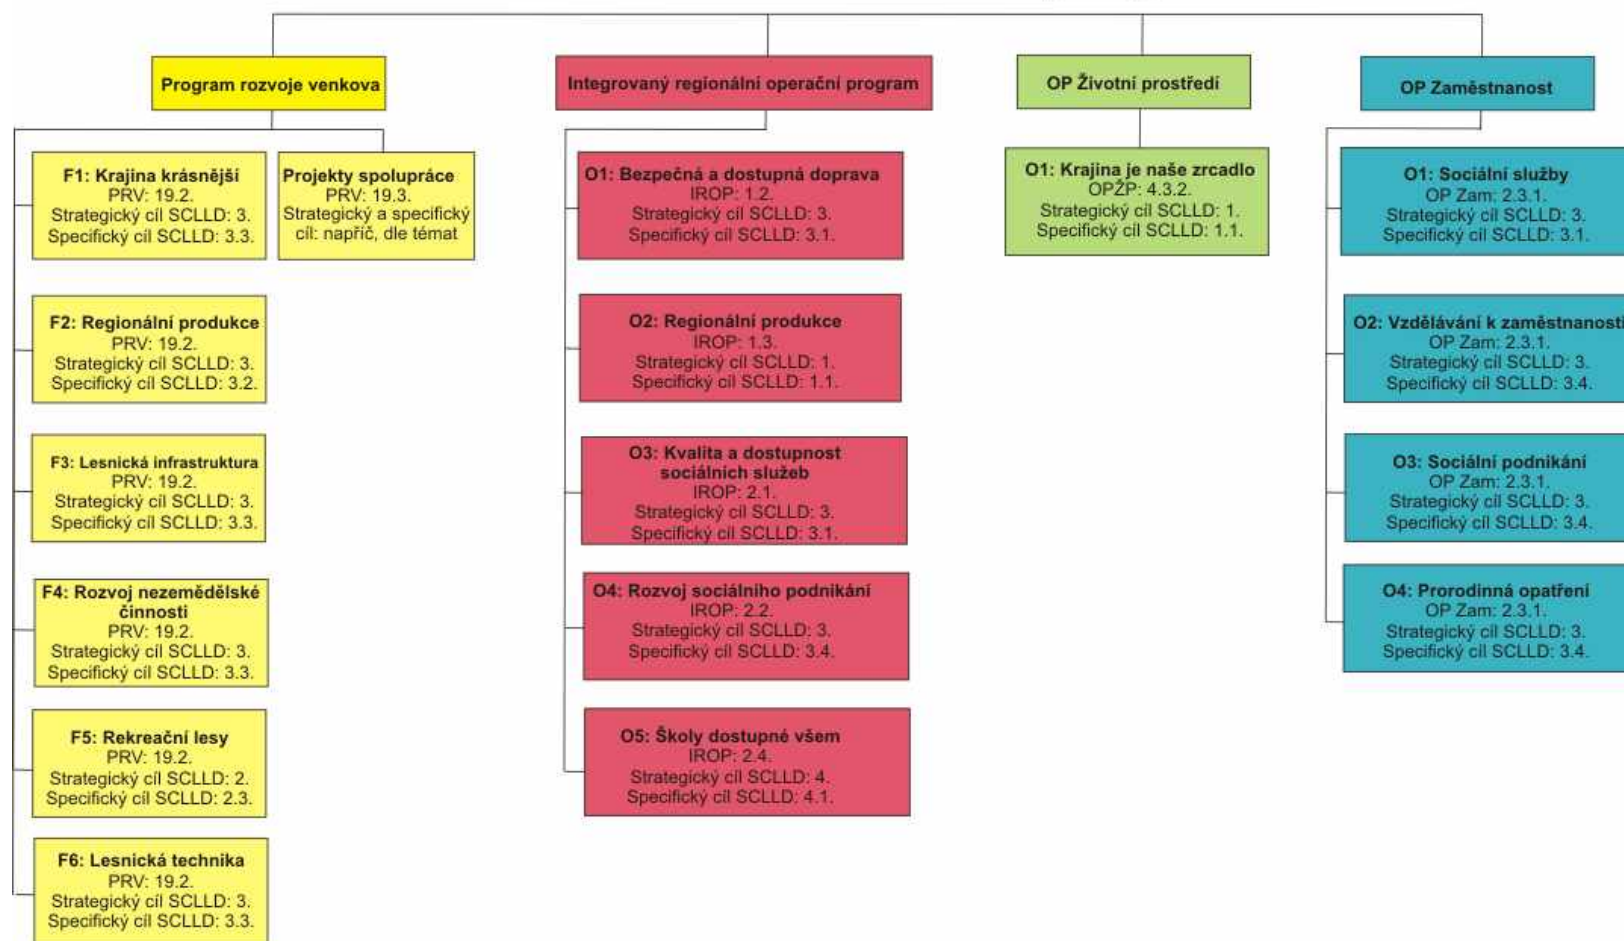 Program rozvoje venkova
F1: Krajina krásnější
PRV: 19.2.
Strategický cíl SCLLD: 3.
Specifický cíl SCLLD: 3.3.
Projekty spolupráce
PRV: 19.3.
Strategický a specifický
cíl: napříč, dle témat
F2: Regionální produkce
PRV: 19.2.
Strategický cíl SCLLD: 3.
Specifický cíl SCLLD: 3.2.
F3: Lesnická infrastruktura
PRV: 19.2.
Strategický cíl SCLLD: 3.
Specifický cíl SCLLD: 3.3.
F4: Rozvoj nezemědělské
činnosti
PRV: 19.2.
Strategický cíl SCLLD: 3.
Specifický cíl SCLLD: 3.3.
F5: Rekreační lesy
PRV: 19.2.
Strategický cíl SCLLD: 2.
Specifický cíl SCLLD: 2.3.
F6: Lesnická technika
PRV: 19.2.
Strategický cíl SCLLD: 3.
Specifický cíl SCLLD: 3.3.
Integrovaný regionální operační program
O1: Bezpečná a dostupná doprava
IROP: 1.2.
Strategický cíl SCLLD: 3.
Specifický cíl SCLLD: 3.1.
O2: Regionální produkce
IROP: 1.3.
Strategický cíl SCLLD: 1.
Specifický cíl SCLLD: 1.1.
O3: Kvalita a dostupnost
sociálních služeb
IROP: 2.1.
Strategický cíl SCLLD: 3.
Specifický cíl SCLLD: 3.1.
O4: Rozvoj sociálního podnikání
IROP: 2.2.
Strategický cíl SCLLD: 3.
Specifický cíl SCLLD: 3.4.
O5: Školy dostupné všem
IROP: 2.4.
Strategický cíl SCLLD: 4.
Specifický cíl SCLLD: 4.1.
OP Životní prostředí
O1: Krajina je naše zrcadlo
OPŽP: 4.3.2.
Strategický cíl SCLLD: 1.
Specifický cíl SCLLD: 1.1.
OP Zaměstnanost
O1: Sociální služby
OP Zam: 2.3.1.
Strategický cíl SCLLD: 3.
Specifický cíl SCLLD: 3.1.
O2: Vzdělávání k zaměstnanosti
OP Zam: 2.3.1.
Strategický cíl SCLLD: 3.
Specifický cíl SCLLD: 3.4.
O3: Sociální podnikání
OP Zam: 2.3.1.
Strategický cíl SCLLD: 3.
Specifický cíl SCLLD: 3.4.
O4: Prorodinná opatření
OP Zam: 2.3.1.
Strategický cíl SCLLD: 3.
Specifický cíl SCLLD: 3.4.